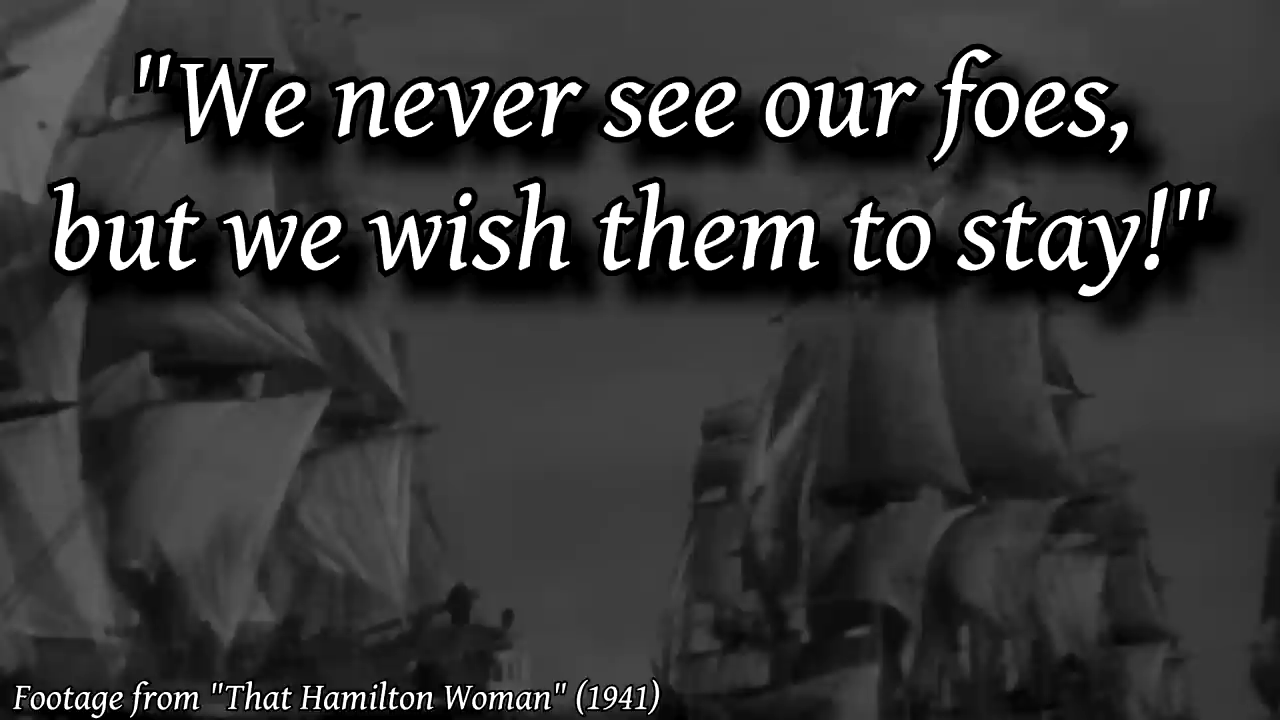 "We never see our foes,
but we wish them to stay!"
Footage from "That Hamilton Woman" (1941)